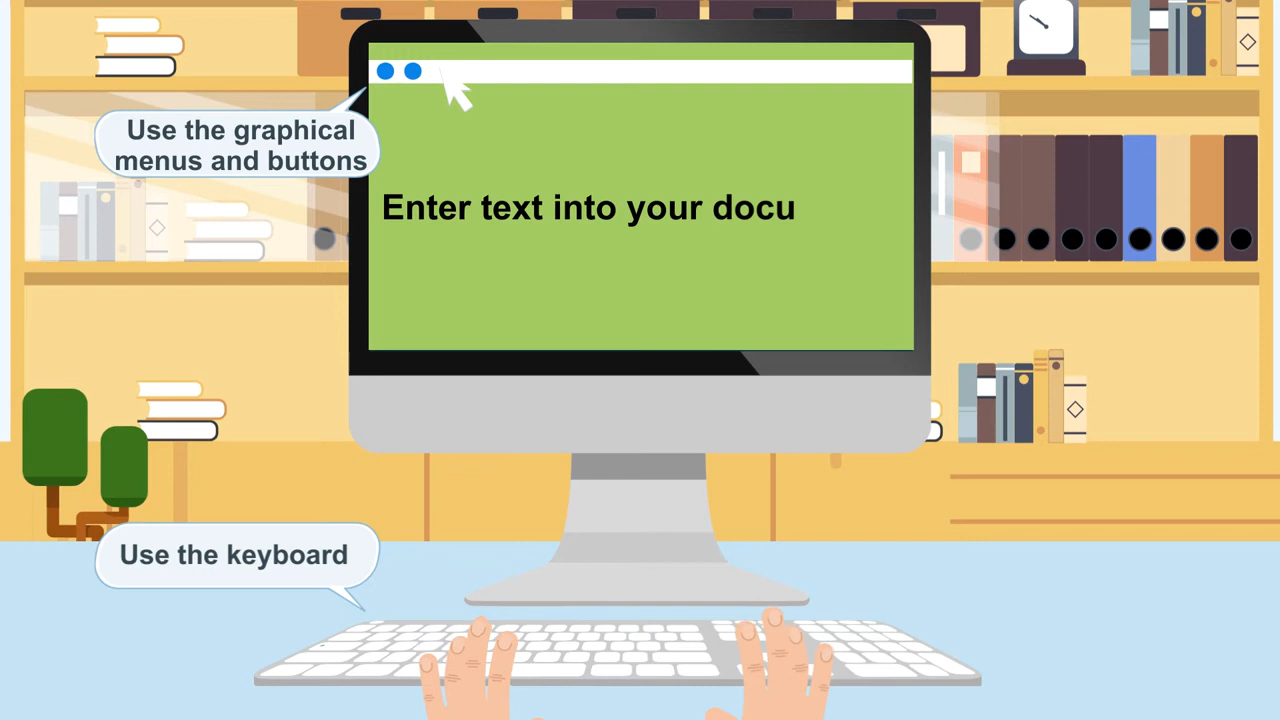 Use the graphical
menus and buttons
Enter text into your docu
Use the keyboard